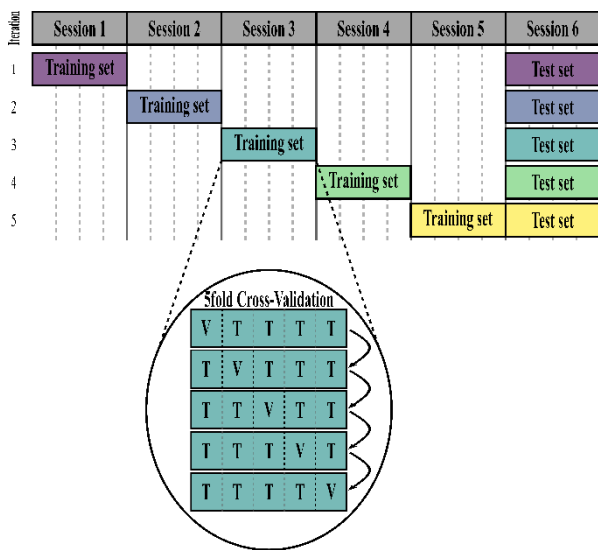 Iteration
Session 1 Session 2 Session 3 Session 4 Session 5 Session 6
1 Training set Test set
2 Training set Test set
3 Training set Test set
4 Training set Test set
5 Training set Test set
5fold Cross-Validation
V T T T T
T V T T T
T T V T T
T T T V T
T T T T V